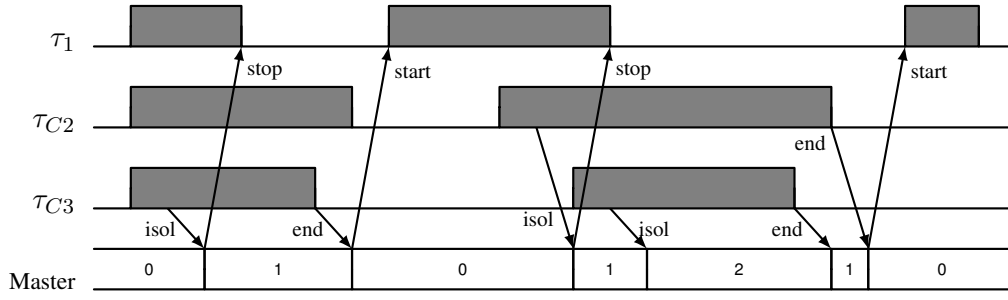 τ1
stop
start
stop
start
τC2
end
τC3
isol
end
isol
isol
end
Master
0
1
0
1
2
1
0